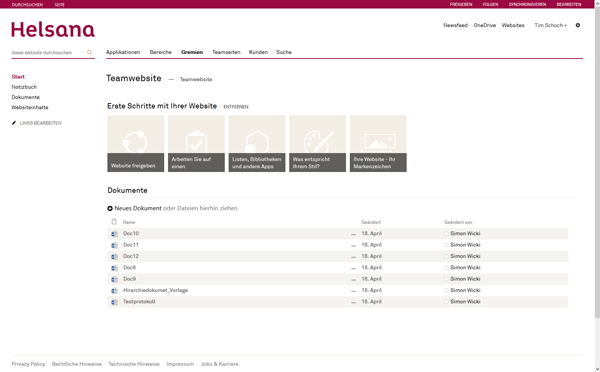 DURCHSUCHEN SEITE FREIGEBEN FOLGEN SYNCHRONISIEREN BEARBEITEN
Helsana
Newsfeed OneDrive Websites Tim Schoch
diese website durchsuchen
Applikationen Bereiche Gremien Teamseiten Kunden Suche
Start
Notizbuch
Dokumente
Websiteinhalte
LINKS BEARBEITEN
Teamwebsite — Teamwebsite
Erste Schritte mit Ihrer Website ENTFERNEN
Website freigeben
Arbeiten Sie auf
einen
Listen, Bibliotheken
und andere Apps
Was entspricht
Ihrem Stil?
Ihre Website - Ihr
Markenzeichen
Dokumente
Neues Dokument oder Dateien hierhin ziehen
Name Geändert Geändert von
Doc10 ... 18. April Simon Wicki
Doc11 ... 18. April Simon Wicki
Doc12 ... 18. April Simon Wicki
Doc8 ... 18. April Simon Wicki
Doc9 ... 18. April Simon Wicki
Hirarchiedokumet_Vorlage ... 18. April Simon Wicki
Testprotokoll ... 18. April Simon Wicki
Privacy Policy Rechtliche Hinweise Technische Hinweise Impressum Jobs & Karriere